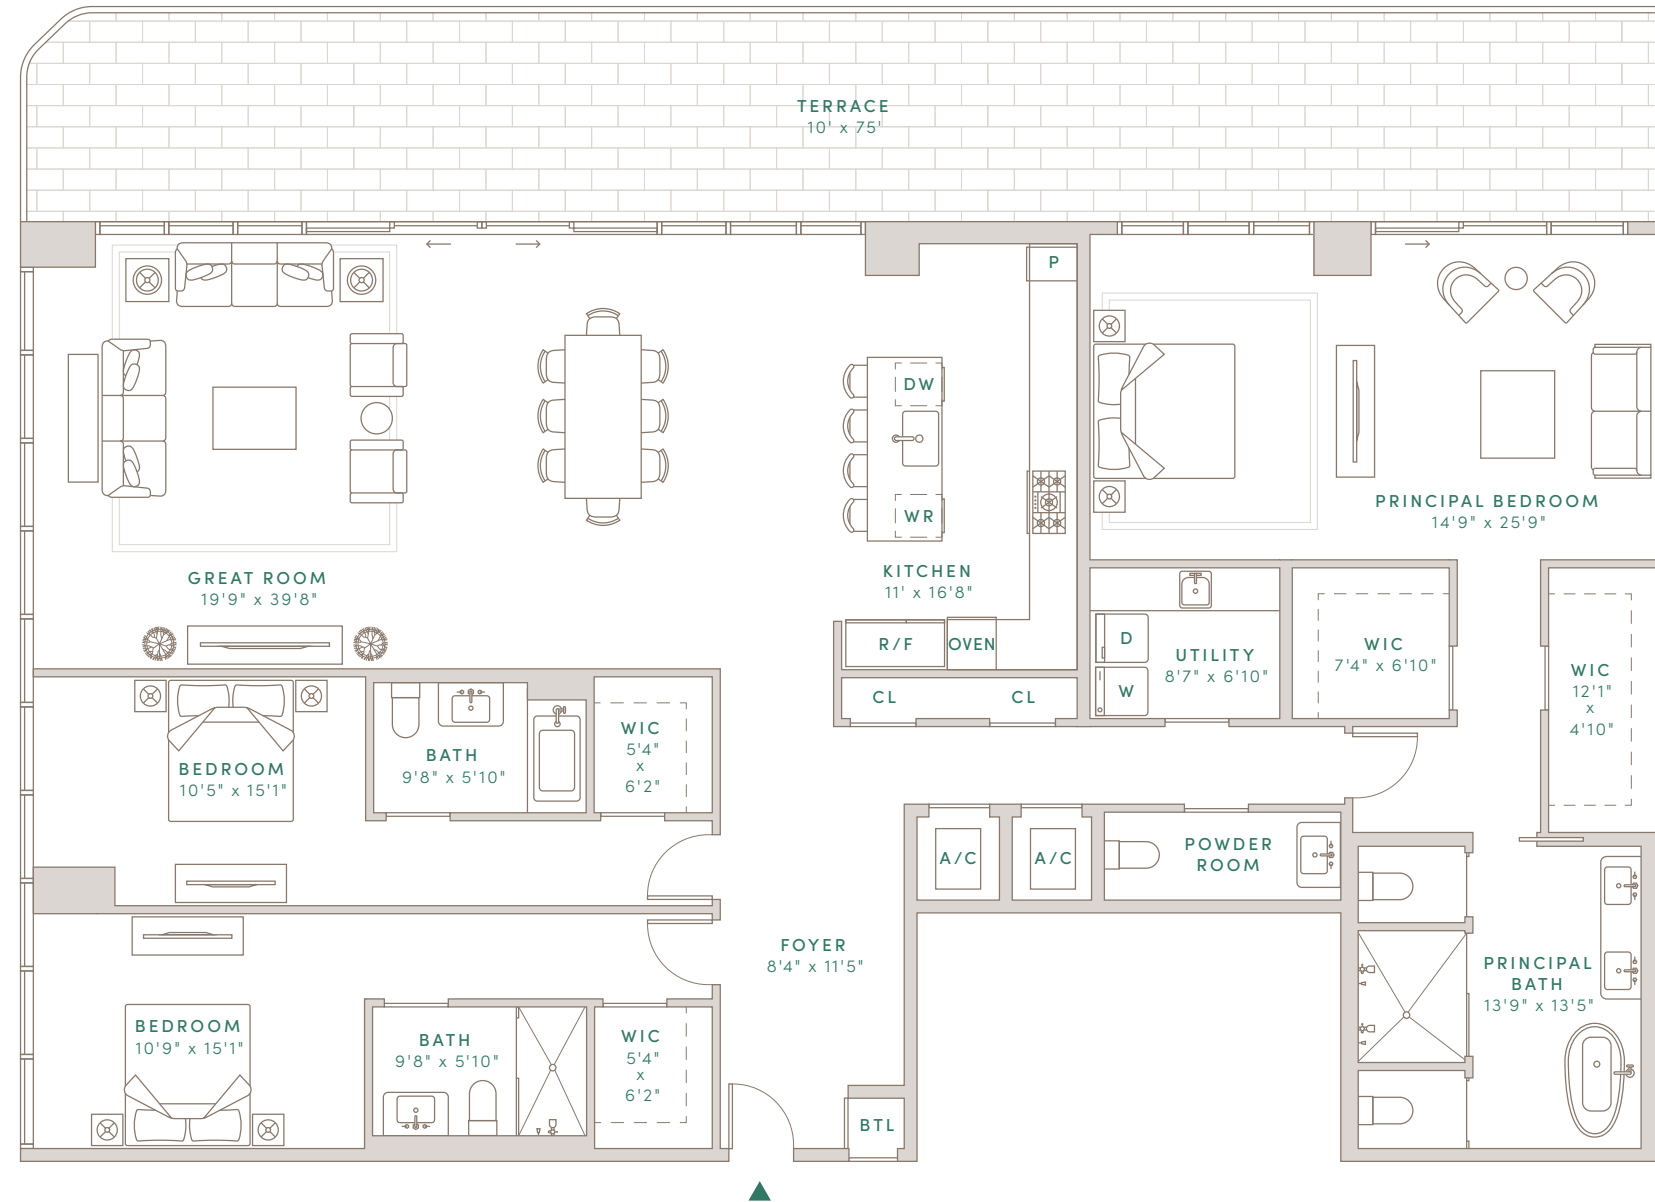 TERRACE
10' x 75'
P
DW
WR
KITCHEN
11' x 16'8"
R/F
OVEN
CL
CL
GREAT ROOM
19'9" x 39'8"
PRINCIPAL BEDROOM
14'9" x 25'9"
D
W
UTILITY
8'7" x 6'10"
WIC
7'4" x 6'10"
WIC
12'1"
x
4'10"
BEDROOM
10'5" x 15'1"
BATH
9'8" x 5'10"
WIC
5'4"
x
6'2"
A/C
A/C
POWDER
ROOM
FOYER
8'4" x 11'5"
PRINCIPAL
BATH
13'9" x 13'5"
BEDROOM
10'9" x 15'1"
BATH
9'8" x 5'10"
WIC
5'4"
x
6'2"
BTL